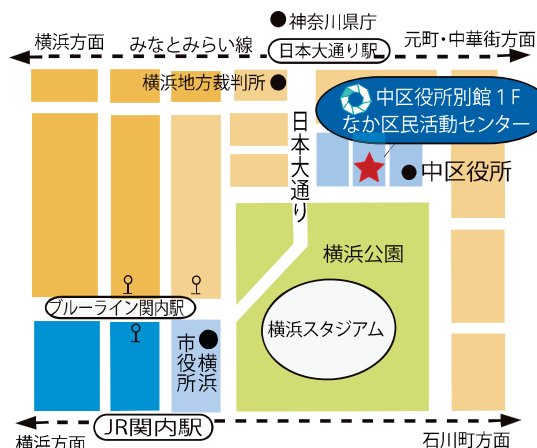 神奈川県庁
横浜方面
みなとみらい線
日本大通り駅
元町・中華街方面
横浜地方裁判所
中区役所別館1F
なか区民活動センター
日本大通り
中区役所
横浜公園
ブルーライン関内駅
横浜スタジアム
横浜
市役所
JR関内駅
横浜方面
石川町方面